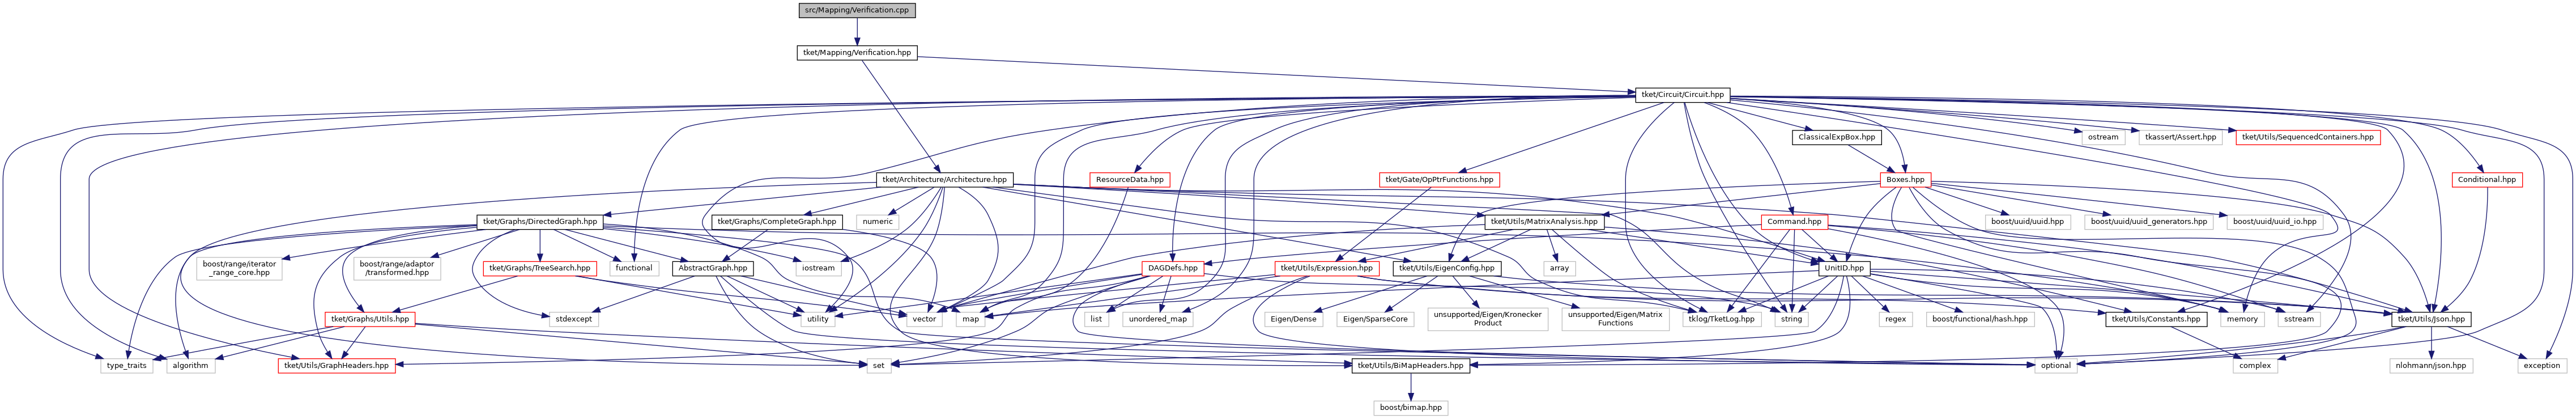 src/Mapping/Verification.cpp
tket/Mapping/Verification.hpp
tket/Circuit/Circuit.hpp
ClassicalExpBox.hpp
ostream
tkassert/Assert.hpp
tket/Utils/SequencedContainers.hpp
tket/Architecture/Architecture.hpp
ResourceData.hpp
tket/Gate/OpPtrFunctions.hpp
Boxes.hpp
Conditional.hpp
tket/Graphs/DirectedGraph.hpp
tket/Graphs/CompleteGraph.hpp
numeric
tket/Utils/MatrixAnalysis.hpp
Command.hpp
boost/uuid/uuid.hpp
boost/uuid/uuid_generators.hpp
boost/uuid/uuid_io.hpp
boost/range/iterator
_range_core.hpp
boost/range/adaptor
/transformed.hpp
tket/Graphs/TreeSearch.hpp
functional
AbstractGraph.hpp
iostream
DAGDefs.hpp
tket/Utils/Expression.hpp
tket/Utils/EigenConfig.hpp
array
UnitID.hpp
tket/Graphs/Utils.hpp
stdexcept
utility
vector
map
list
unordered_map
Eigen/Dense
Eigen/SparseCore
unsupported/Eigen/Kronecker
Product
unsupported/Eigen/Matrix
Functions
tklog/TketLog.hpp
string
regex
boost/functional/hash.hpp
tket/Utils/Constants.hpp
memory
sstream
tket/Utils/Json.hpp
type_traits
algorithm
tket/Utils/GraphHeaders.hpp
set
tket/Utils/BiMapHeaders.hpp
optional
complex
nlohmann/json.hpp
exception
boost/bimap.hpp